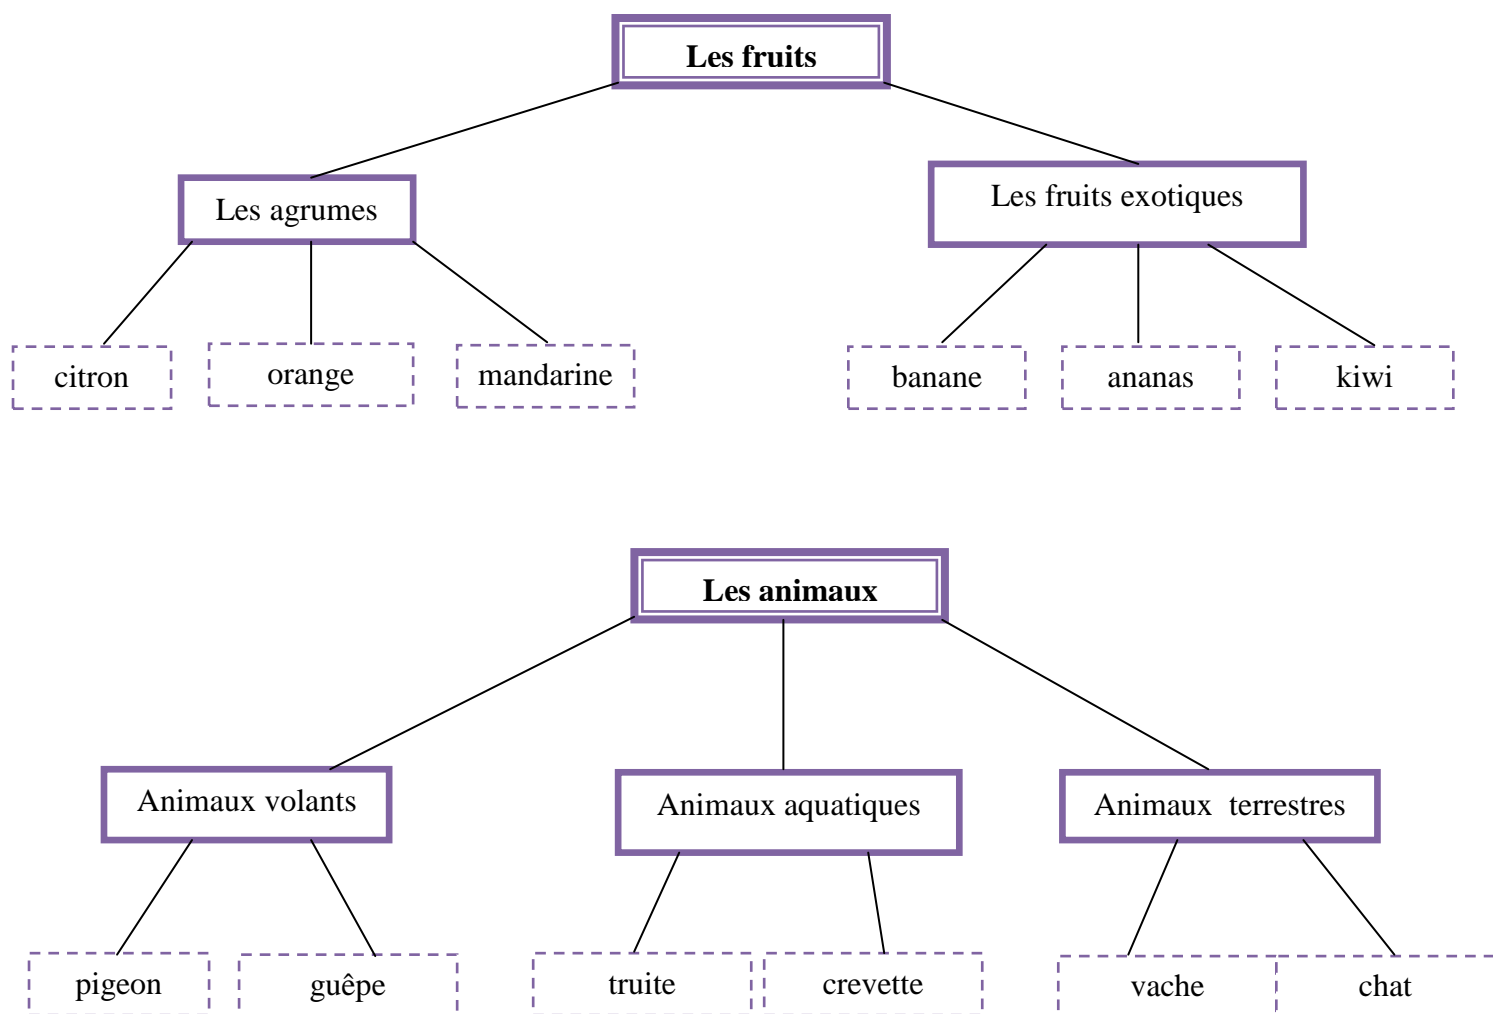 Les fruits
Les agrumes
Les fruits exotiques
citron
orange
mandarine
banane
ananas
kiwi
Les animaux
Animaux volants
Animaux aquatiques
Animaux terrestres
pigeon
guêpe
truite
crevette
vache
chat